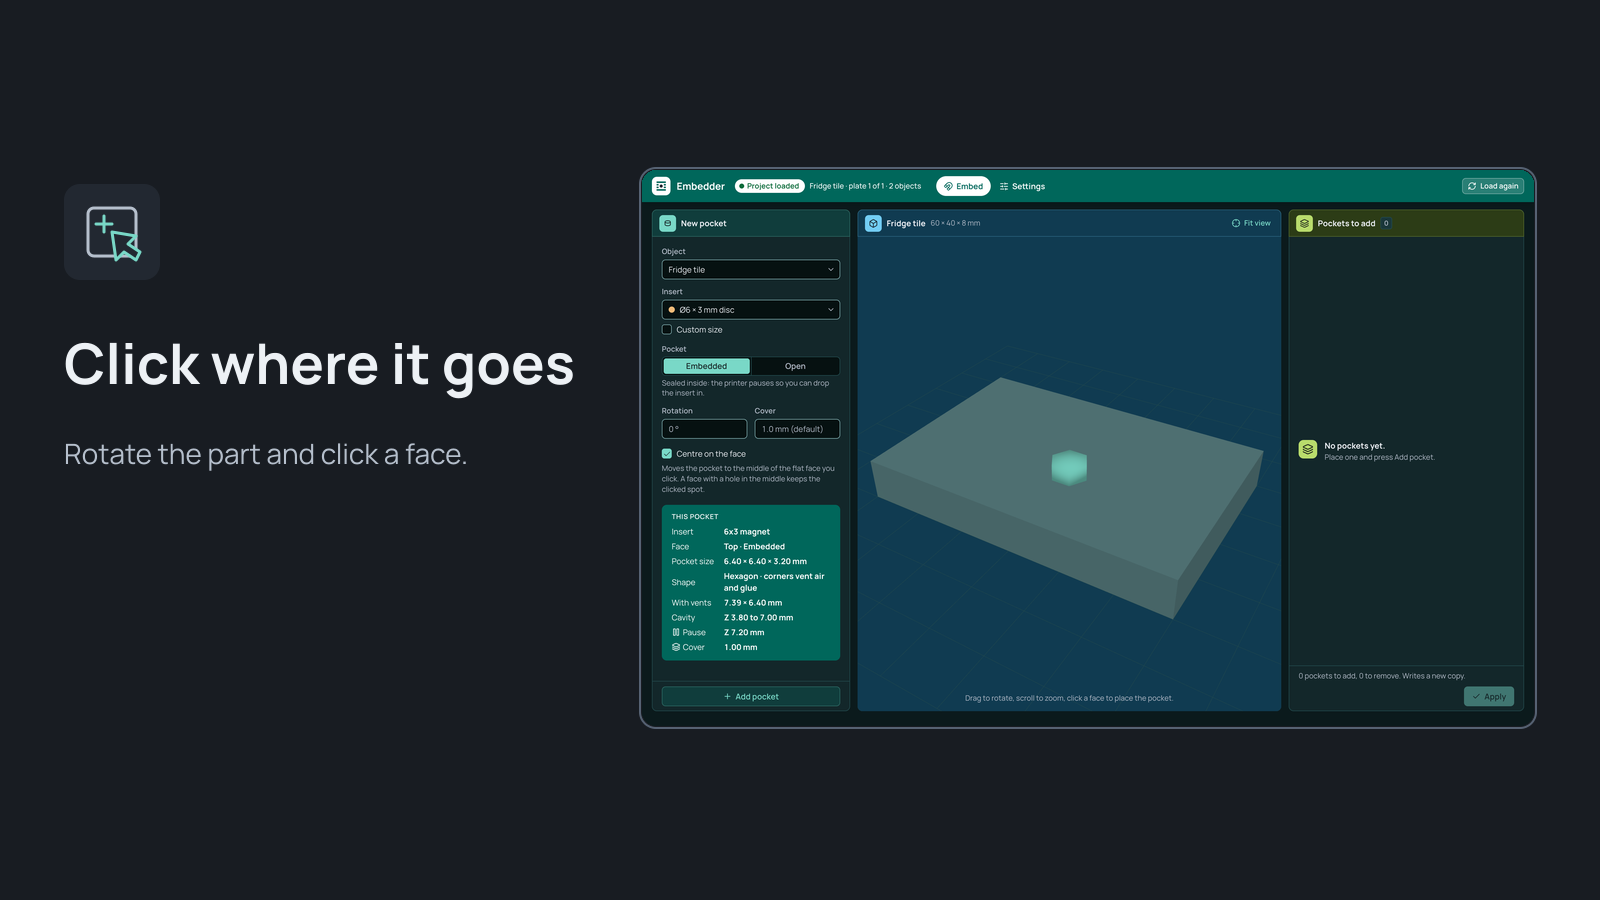 Click where it goes
Rotate the part and click a face.
Embedder
Project loaded
Fridge tile · plate 1 of 1 · 2 objects
Embed
Settings
Load again
New pocket
Object
Fridge tile
Insert
Ø6 × 3 mm disc
Custom size
Pocket
Embedded
Open
Sealed inside: the printer pauses so you can drop
the insert in.
Rotation
Cover
0 °
1.0 mm (default)
Centre on the face
Moves the pocket to the middle of the flat face you
click. A face with a hole in the middle keeps the
clicked spot.
THIS POCKET
Insert 6x3 magnet
Face Top · Embedded
Pocket size 6.40 × 6.40 × 3.20 mm
Shape Hexagon · corners vent air
and glue
With vents 7.39 × 6.40 mm
Cavity Z 3.80 to 7.00 mm
Pause Z 7.20 mm
Cover 1.00 mm
Add pocket
Fridge tile 60 × 40 × 8 mm
Fit view
Drag to rotate, scroll to zoom, click a face to place the pocket.
Pockets to add 0
No pockets yet.
Place one and press Add pocket.
0 pockets to add, 0 to remove. Writes a new copy.
Apply